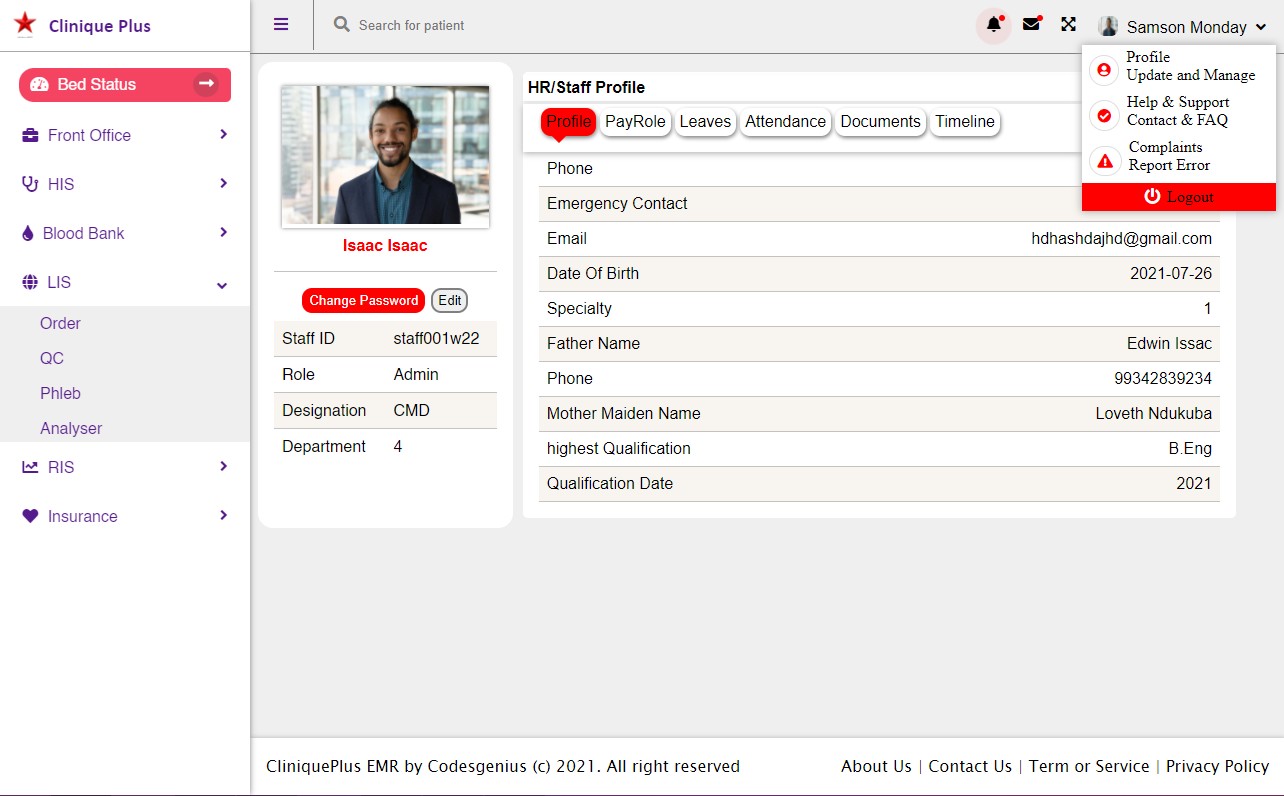 Clinique Plus
Search for patient
Samson Monday
Profile
Update and Manage
Help & Support
Contact & FAQ
Complaints
Report Error
Logout
Bed Status
Front Office
HIS
Blood Bank
LIS
Order
QC
Phleb
Analyser
RIS
Insurance
Isaac Isaac
Change Password Edit
Staff ID staff001w22
Role Admin
Designation CMD
Department 4
HR/Staff Profile
Profile PayRole Leaves Attendance Documents Timeline
Phone
Emergency Contact
Email hdhashdajhd@gmail.com
Date Of Birth 2021-07-26
Specialty 1
Father Name Edwin Issac
Phone 99342839234
Mother Maiden Name Loveth Ndukuba
highest Qualification B.Eng
Qualification Date 2021
CliniquePlus EMR by Codesgenius (c) 2021. All right reserved
About Us | Contact Us | Term or Service | Privacy Policy